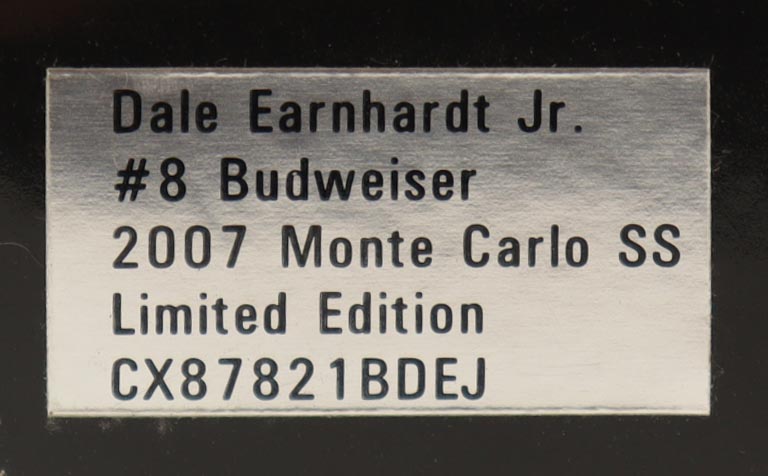 Dale Earnhardt Jr.
#8 Budweiser
2007 Monte Carlo SS
Limited Edition
CX87821BDEJ